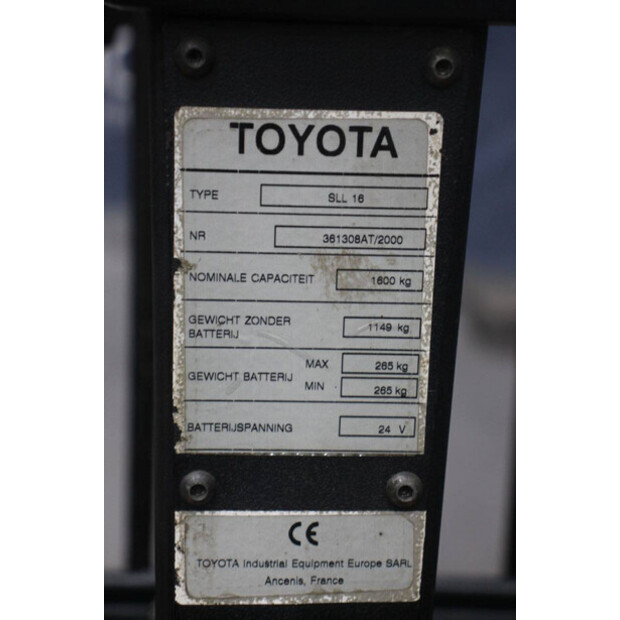 TOYOTA
TYPE SLL 16
NR 361308AT/2000
NOMINALE CAPACITEIT 1600 kg
GEWICHT ZONDER
BATTERIJ 1149 kg
GEWICHT BATTERIJ MAX 265 kg
MIN 265 kg
BATTERIJSPANNING 24 V
CE
TOYOTA Industrial Equipment Europe SARL
Ancenis, France